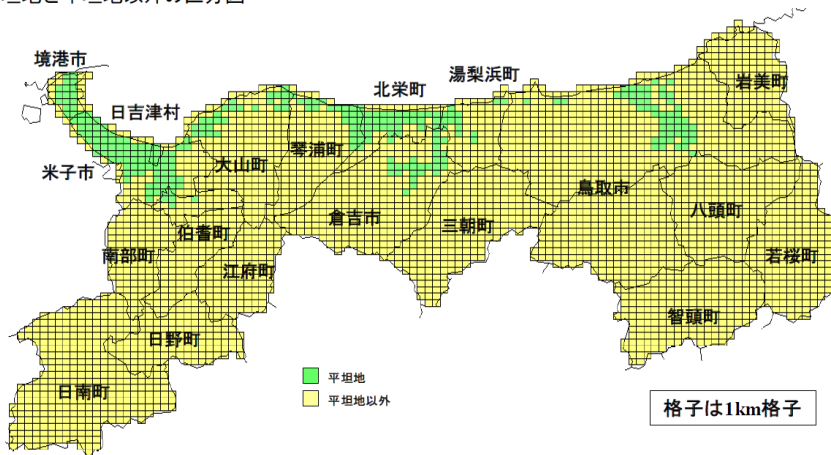 境港市
日吉津村
米子市
大山町
琴浦町
北栄町
湯梨浜町
岩美町
鳥取市
八頭町
若桜町
智頭町
三朝町
倉吉市
伯耆町
南部町
江府町
日野町
日南町
平坦地
平坦地以外
格子は1km格子